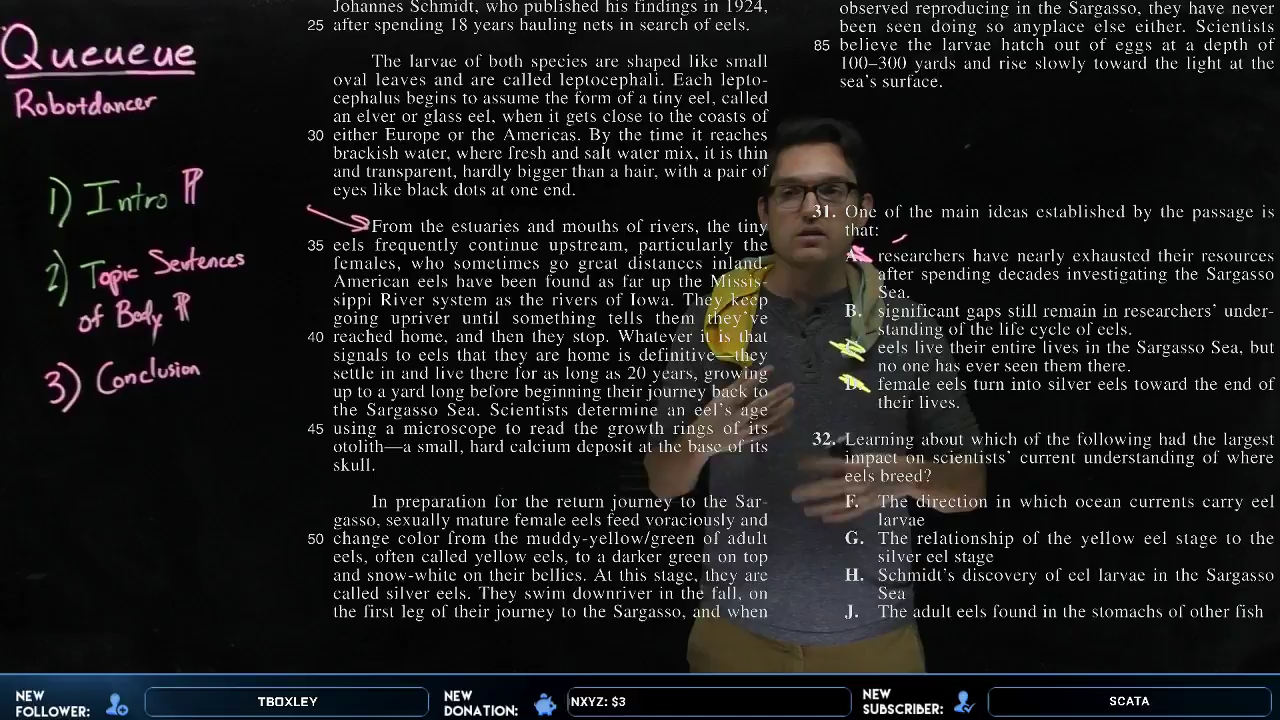 Queueue
Robotdancer
1) Intro ¶
2) Topic Sentences
of Body ¶
3) Conclusion
Johannes Schmidt, who published his findings in 1924,
25 after spending 18 years hauling nets in search of eels.
The larvae of both species are shaped like small
oval leaves and are called leptocephali. Each lepto-
cephalus begins to assume the form of a tiny eel, called
an elver or glass eel, when it gets close to the coasts of
30 either Europe or the Americas. By the time it reaches
brackish water, where fresh and salt water mix, it is thin
and transparent, hardly bigger than a hair, with a pair of
eyes like black dots at one end.
From the estuaries and mouths of rivers, the tiny
35 eels frequently continue upstream, particularly the
females, who sometimes go great distances inland.
American eels have been found as far up the Missis-
sippi River system as the rivers of Iowa. They keep
going upriver until something tells them they've
40 reached home, and then they stop. Whatever it is that
signals to eels that they are home is definitive—they
settle in and live there for as long as 20 years, growing
up to a yard long before beginning their journey back to
the Sargasso Sea. Scientists determine an eel's age
45 using a microscope to read the growth rings of its
otolith—a small, hard calcium deposit at the base of its
skull.
In preparation for the return journey to the Sar-
gasso, sexually mature female eels feed voraciously and
50 change color from the muddy-yellow/green of adult
eels, often called yellow eels, to a darker green on top
and snow-white on their bellies. At this stage, they are
called silver eels. They swim downriver in the fall, on
the first leg of their journey to the Sargasso, and when
observed reproducing in the Sargasso, they have never
been seen doing so anyplace else either. Scientists
85 believe the larvae hatch out of eggs at a depth of
100–300 yards and rise slowly toward the light at the
sea's surface.
31. One of the main ideas established by the passage is
that:
A. researchers have nearly exhausted their resources
after spending decades investigating the Sargasso
Sea.
B. significant gaps still remain in researchers' under-
standing of the life cycle of eels.
eels live their entire lives in the Sargasso Sea, but
no one has ever seen them there.
D. female eels turn into silver eels toward the end of
their lives.
32. Learning about which of the following had the largest
impact on scientists' current understanding of where
eels breed?
F. The direction in which ocean currents carry eel
larvae
G. The relationship of the yellow eel stage to the
silver eel stage
H. Schmidt's discovery of eel larvae in the Sargasso
Sea
J. The adult eels found in the stomachs of other fish
NEW
FOLLOWER:
TBOXLEY
NEW
DONATION:
NXYZ: $3
NEW
SUBSCRIBER:
SCATA